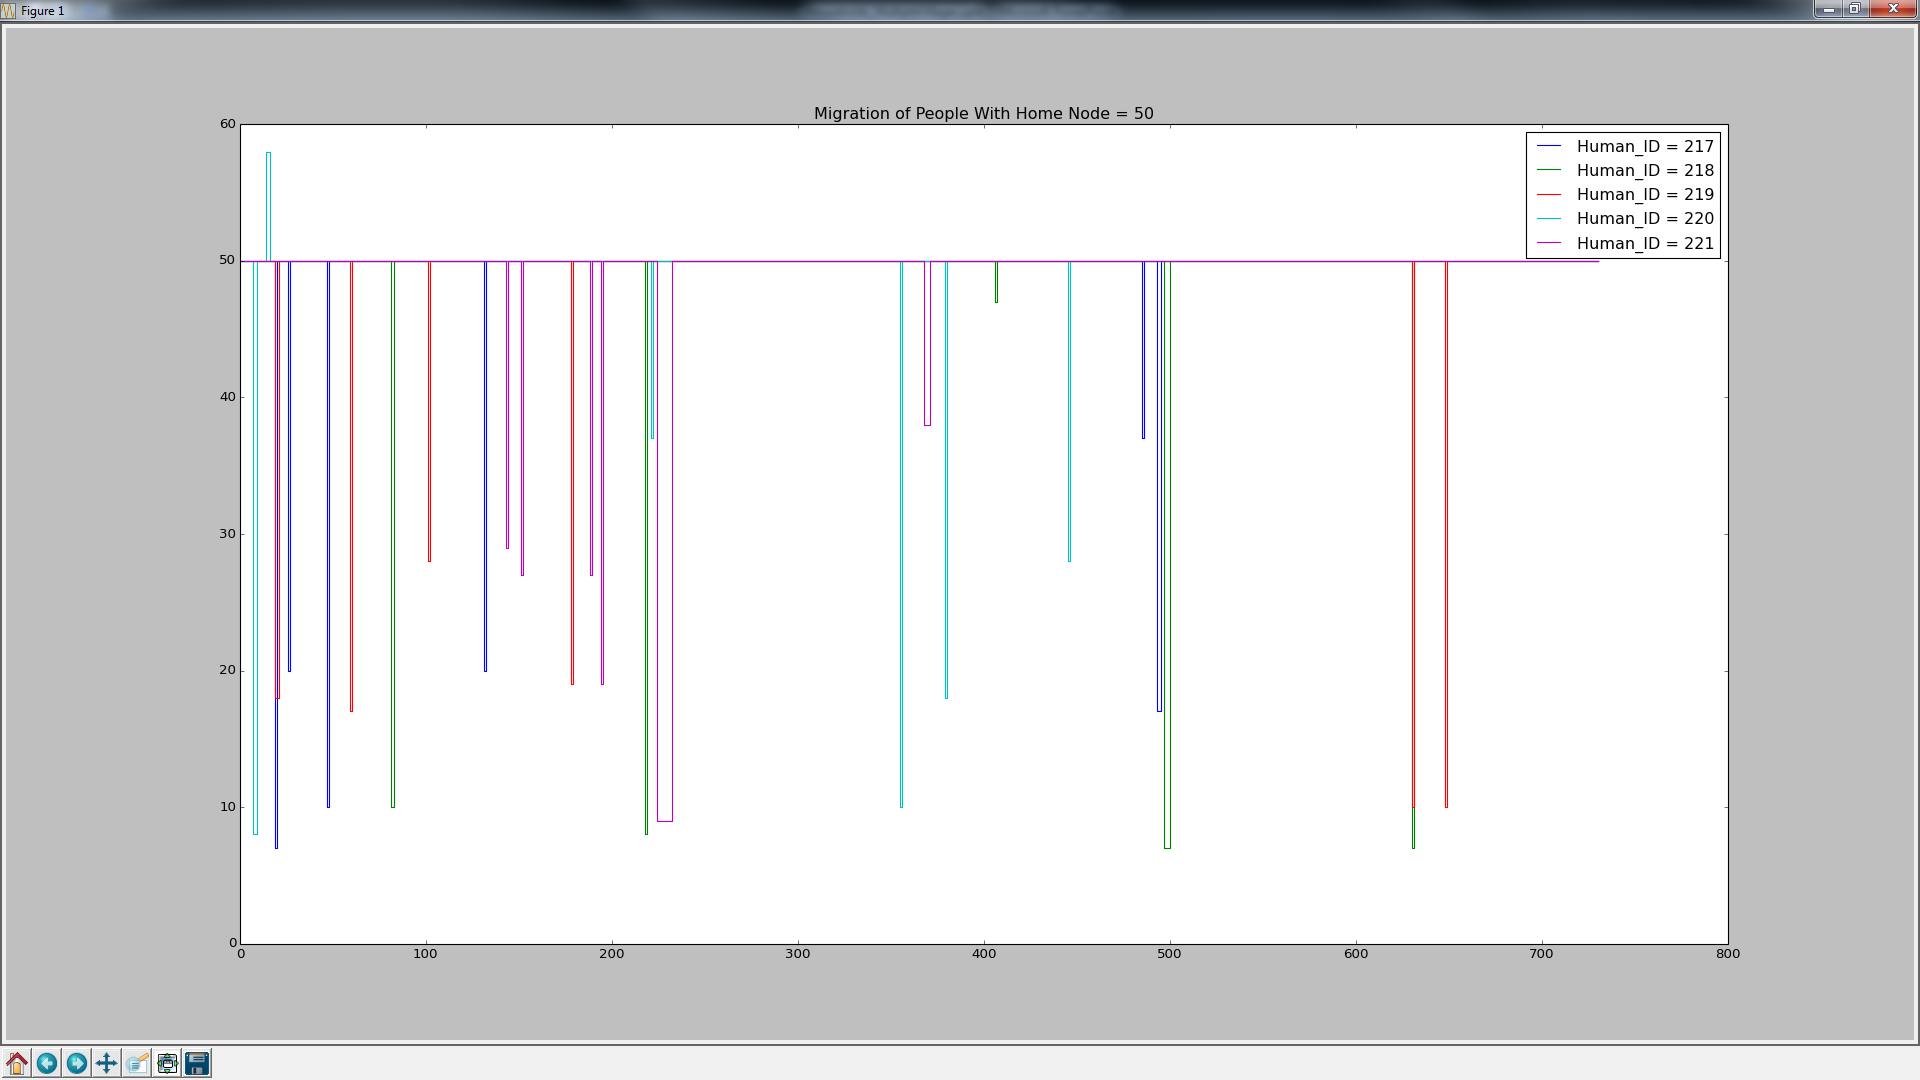 Figure 1
Migration of People With Home Node = 50
60
50
40
30
20
10
0
Human_ID = 217
Human_ID = 218
Human_ID = 219
Human_ID = 220
Human_ID = 221
0 100 200 300 400 500 600 700 800